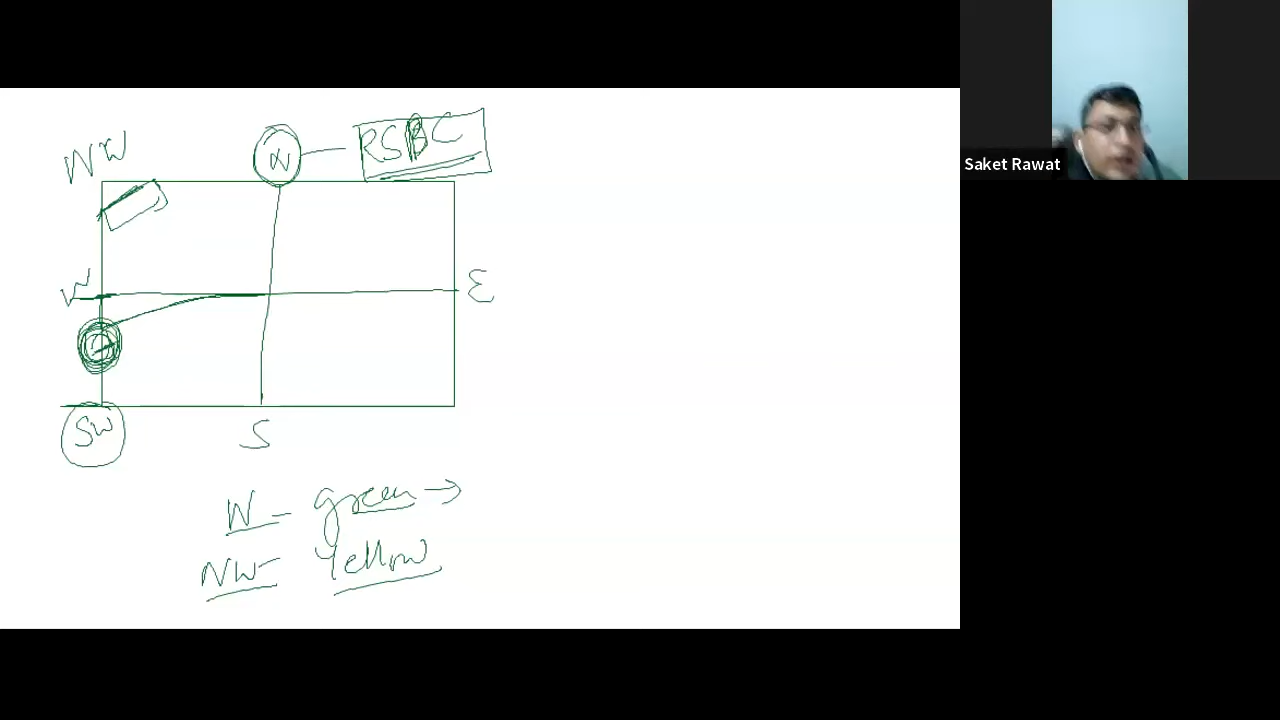 NW
N
RSBC
W
E
SW
S
W - green →
NW - Yellow
Saket Rawat